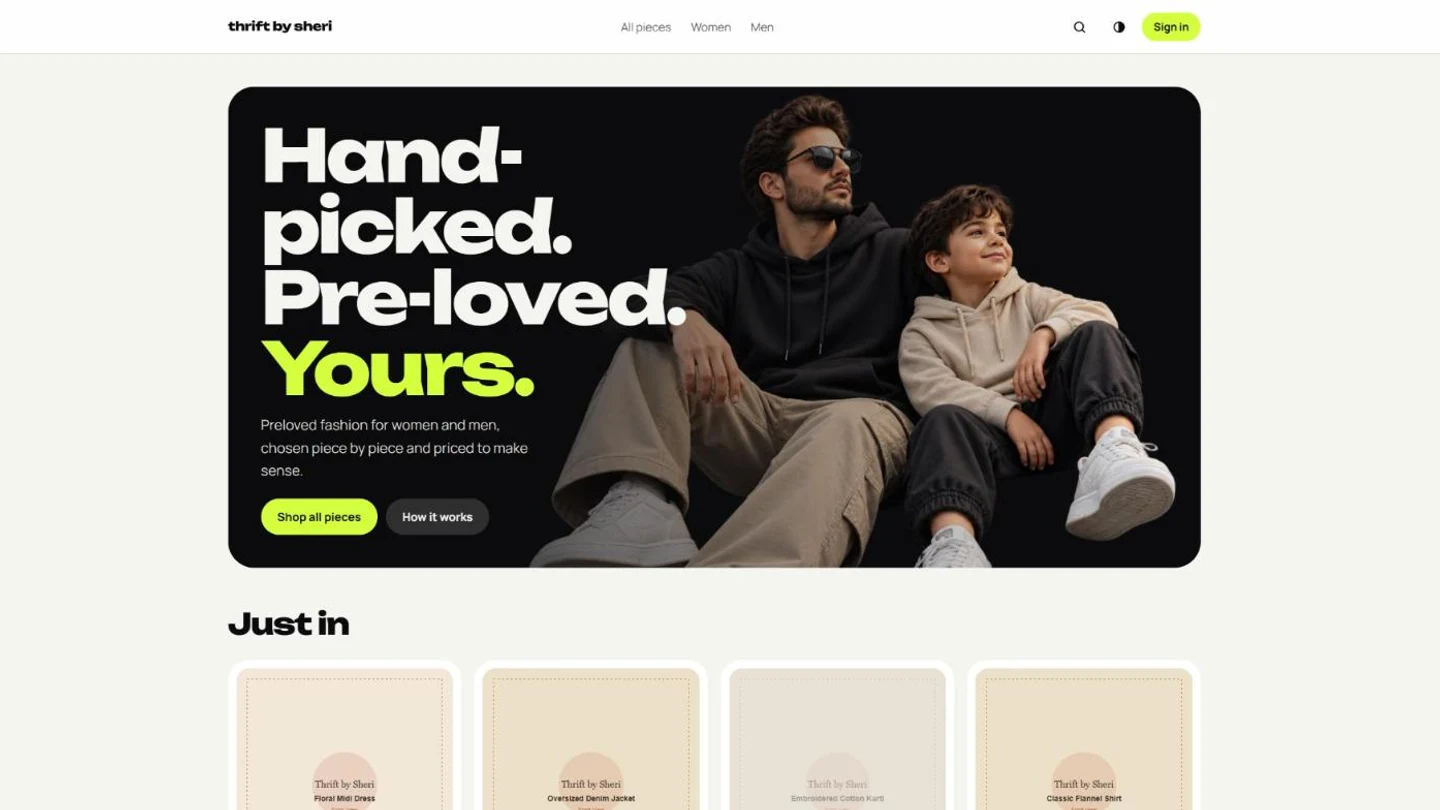 thrift by sheri
All pieces
Women
Men
Sign in
Hand-
picked.
Pre-loved.
Yours.
Preloved fashion for women and men,
chosen piece by piece and priced to make
sense.
Shop all pieces
How it works
Just in
Thrift by Sheri
Floral Midi Dress
Thrift by Sheri
Oversized Denim Jacket
Thrift by Sheri
Embroidered Cotton Kurti
Thrift by Sheri
Classic Flannel Shirt